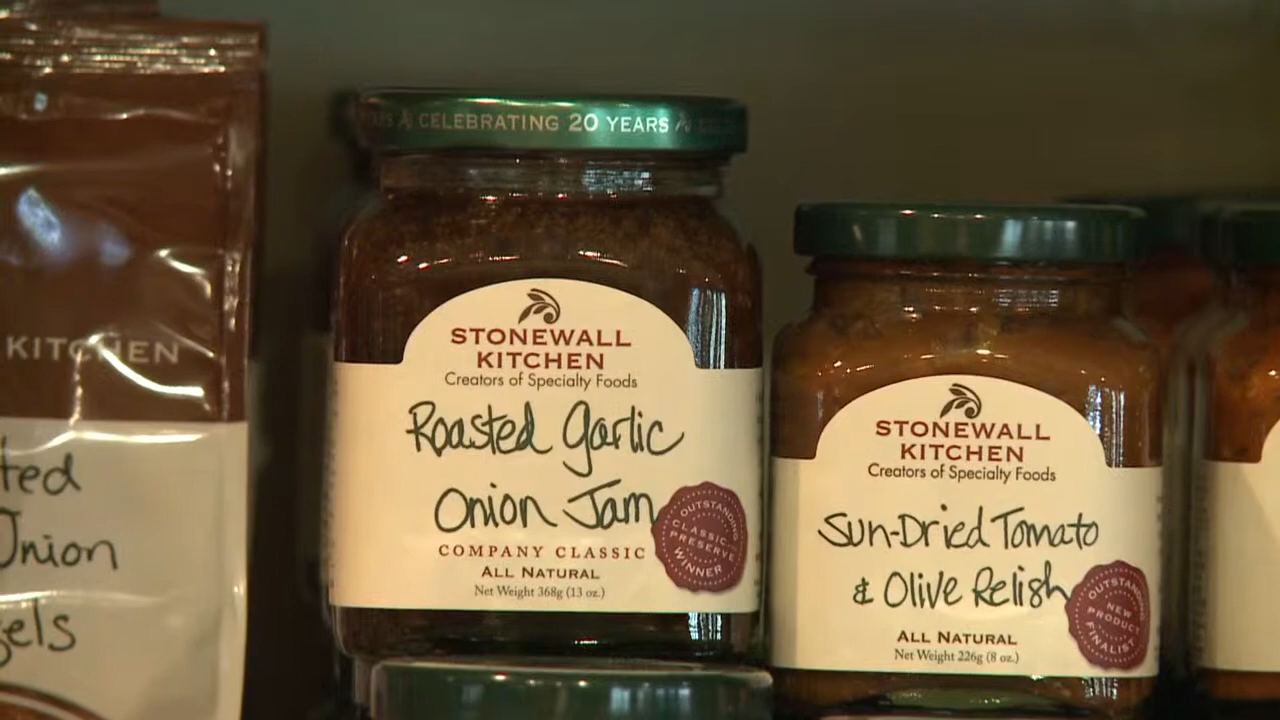 KITCHEN
ted
Onion
gels
CELEBRATING 20 YEARS
STONEWALL
KITCHEN
Creators of Specialty Foods
Roasted Garlic
Onion Jam
COMPANY CLASSIC
ALL NATURAL
Net Weight 368g (13 oz.)
OUTSTANDING
CLASSIC
PRESERVE
WINNER
STONEWALL
KITCHEN
Creators of Specialty Foods
Sun-Dried Tomato
& Olive Relish
ALL NATURAL
Net Weight 226g (8 oz.)
OUTSTANDING
NEW
PRODUCT
FINALIST